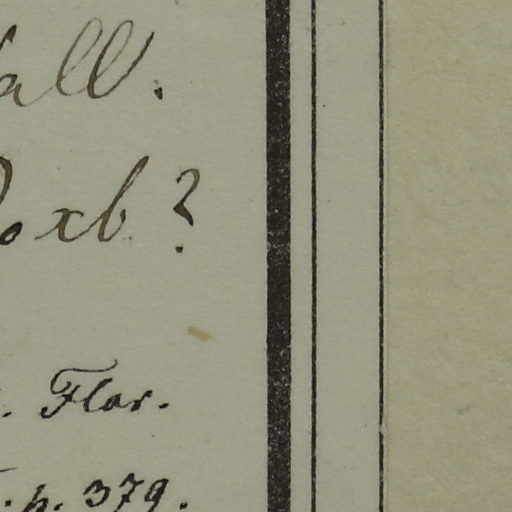 all.
oxb ?
. Flor.
. p. 379.